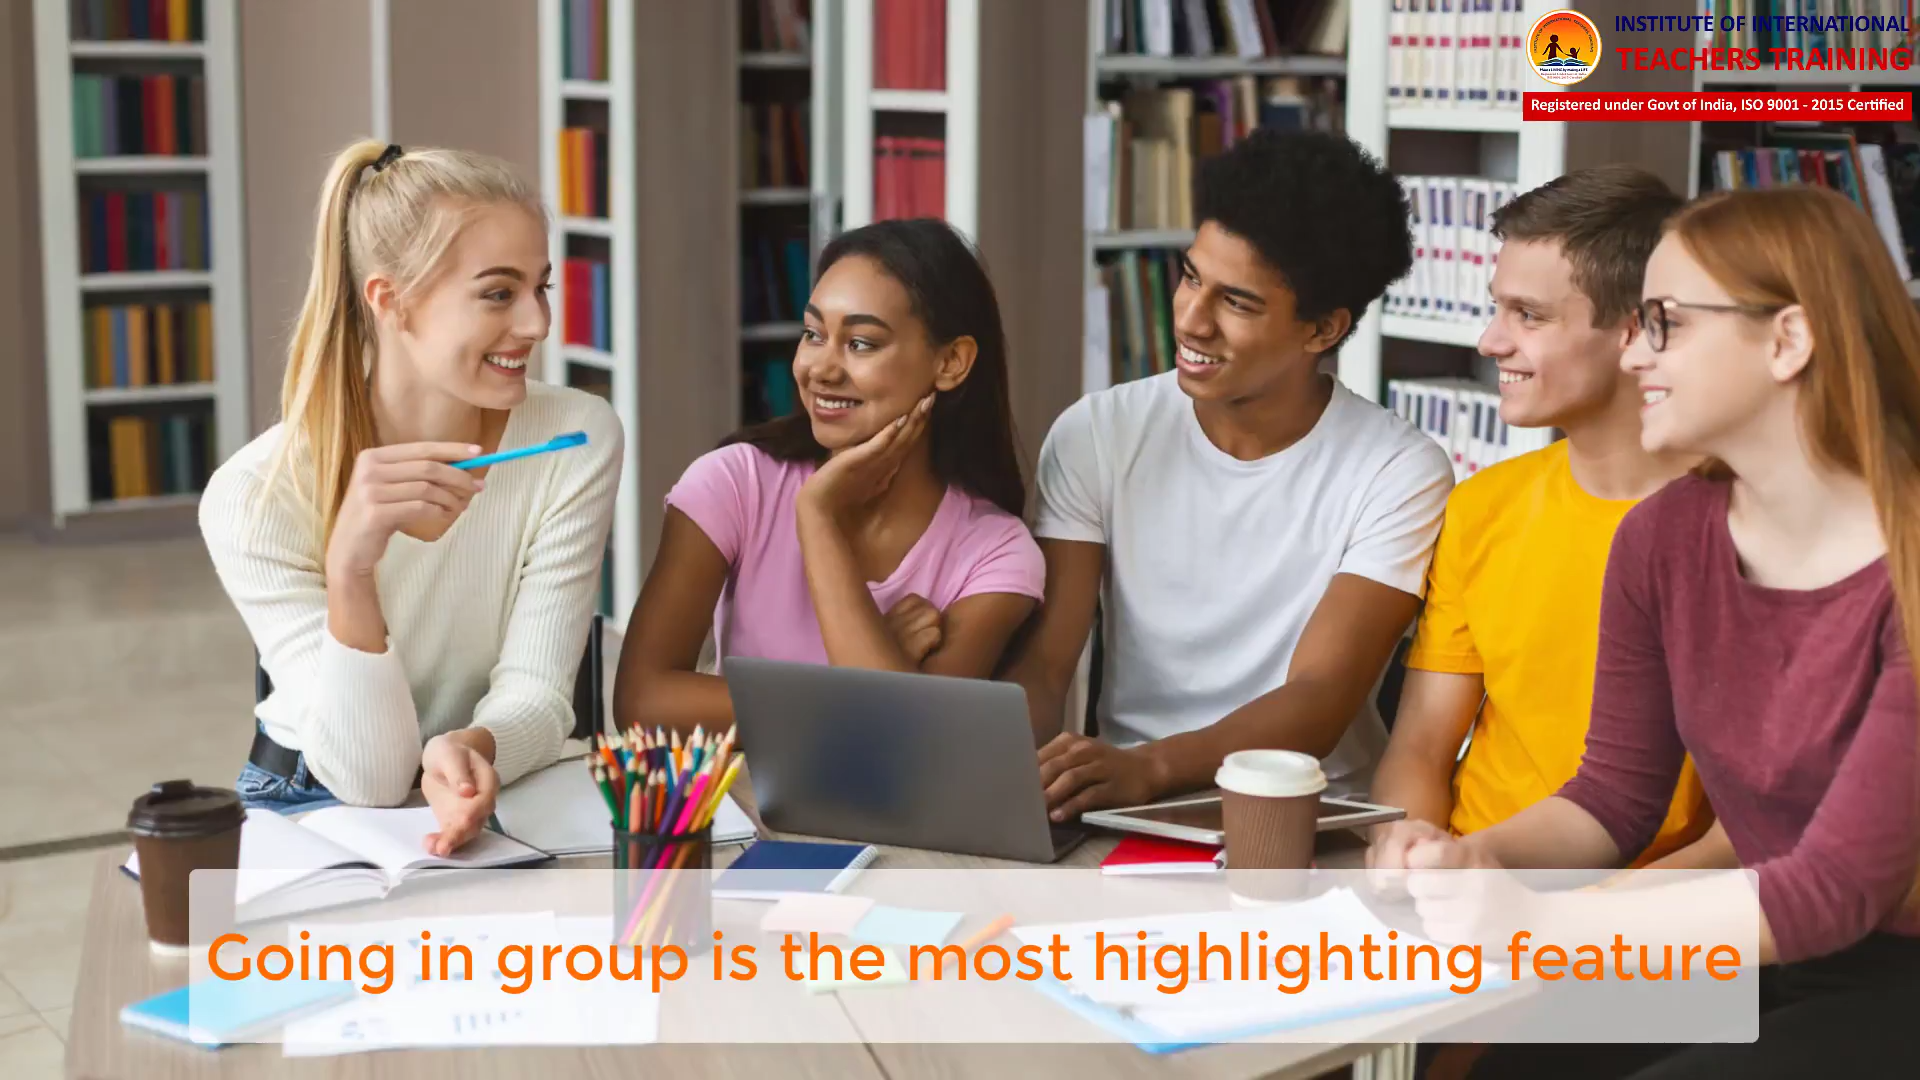 INSTITUTE OF INTERNATIONAL
TEACHERS TRAINING
Registered under Govt of India, ISO 9001 - 2015 Certified
Going in group is the most highlighting feature